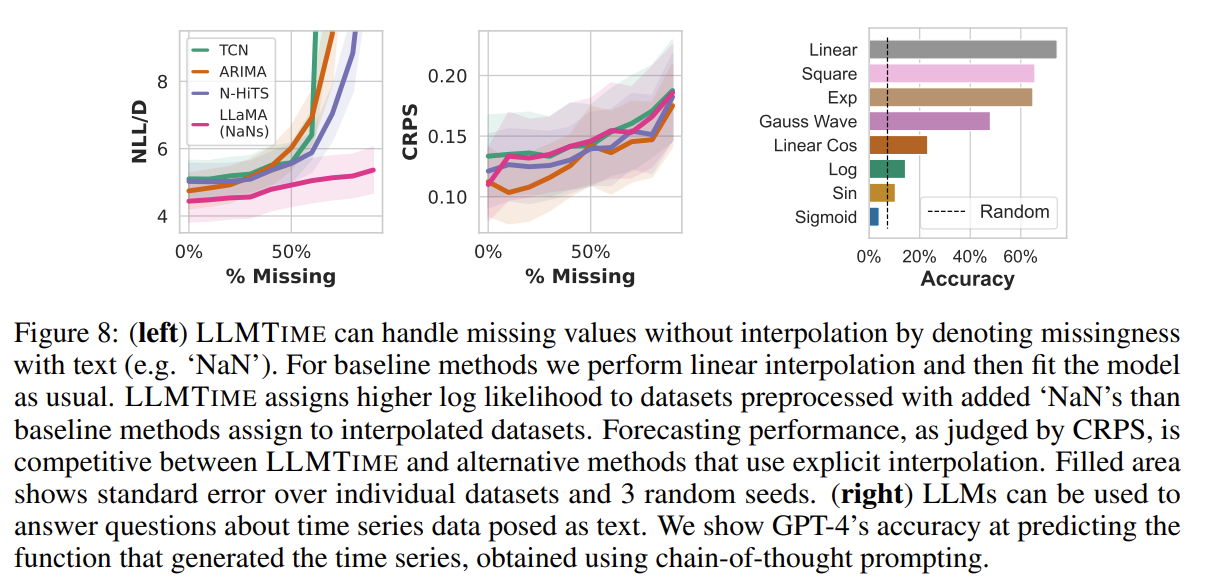 NLL/D
8
6
4
TCN
ARIMA
N-HiTS
LLaMA
(NaNs)
0%
50%
% Missing
CRPS
0.20
0.15
0.10
0%
50%
% Missing
Linear
Square
Exp
Gauss Wave
Linear Cos
Log
Sin
Sigmoid
Random
0% 20% 40% 60%
Accuracy
Figure 8: (left) LLMTIME can handle missing values without interpolation by denoting missingness
with text (e.g. ‘NaN’). For baseline methods we perform linear interpolation and then fit the model
as usual. LLMTIME assigns higher log likelihood to datasets preprocessed with added ‘NaN’s than
baseline methods assign to interpolated datasets. Forecasting performance, as judged by CRPS, is
competitive between LLMTIME and alternative methods that use explicit interpolation. Filled area
shows standard error over individual datasets and 3 random seeds. (right) LLMs can be used to
answer questions about time series data posed as text. We show GPT-4’s accuracy at predicting the
function that generated the time series, obtained using chain-of-thought prompting.